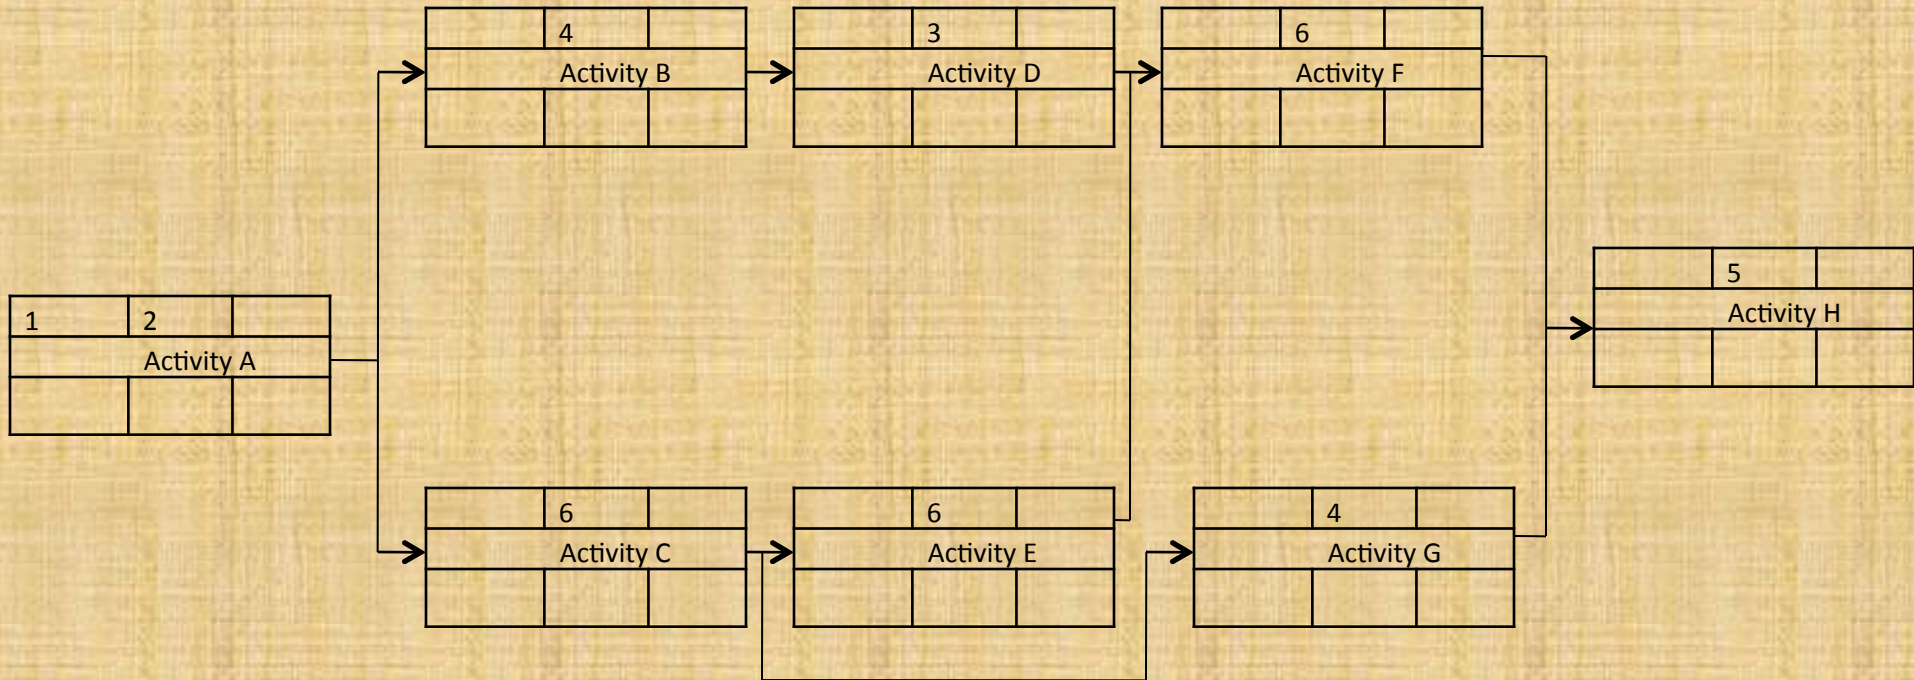 4
Activity B
3
Activity D
6
Activity F
5
Activity H
1 2
Activity A
6
Activity C
6
Activity E
4
Activity G